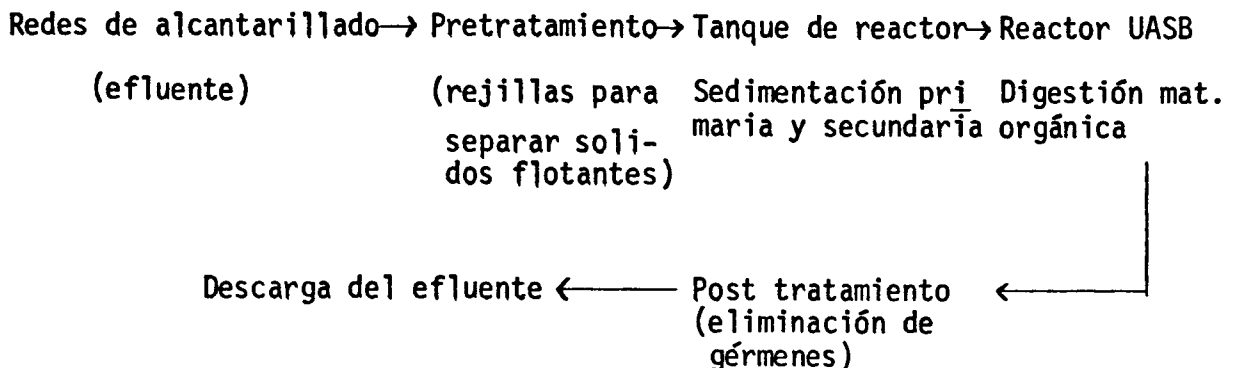 Redes de alcantarillado→ Pretratamiento→ Tanque de reactor→ Reactor UASB
(efluente) (rejillas para Sedimentación pri Digestión mat.
separar soli- maria y secundaria orgánica
dos flotantes)
Descarga del efluente ← Post tratamiento ←
(eliminación de
gérmenes)